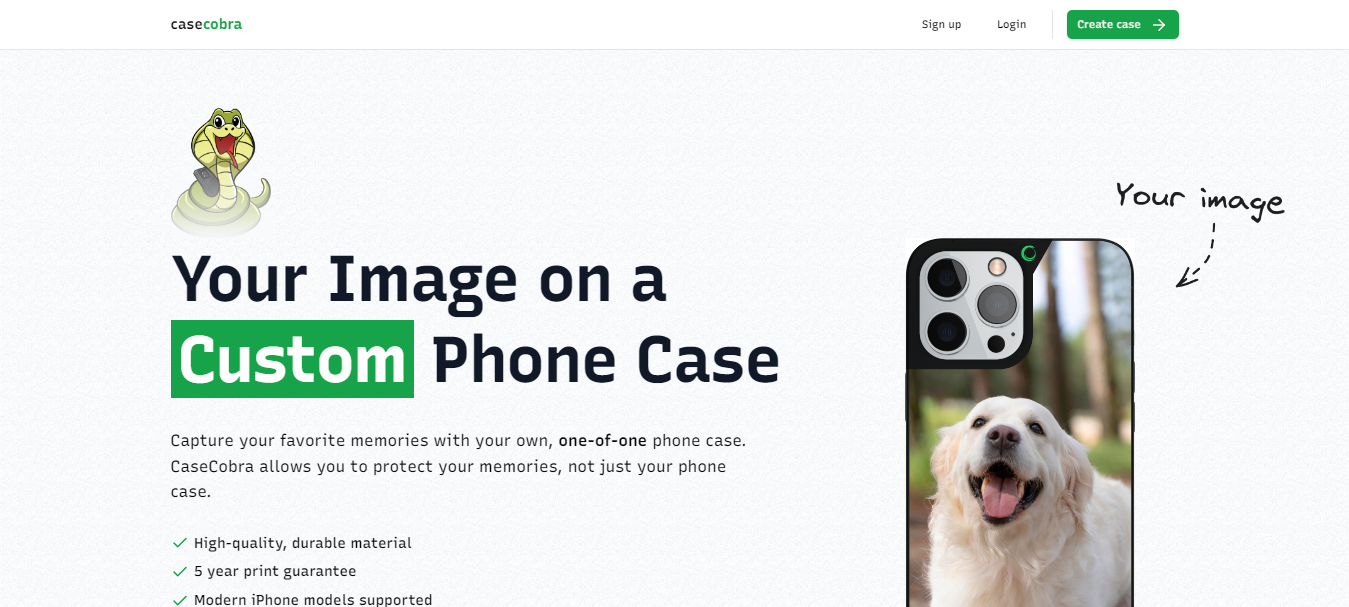 casecobra
Sign up
Login
Create case
Your image
Your Image on a
Custom Phone Case
Capture your favorite memories with your own, one-of-one phone case.
CaseCobra allows you to protect your memories, not just your phone
case.
High-quality, durable material
5 year print guarantee
Modern iPhone models supported